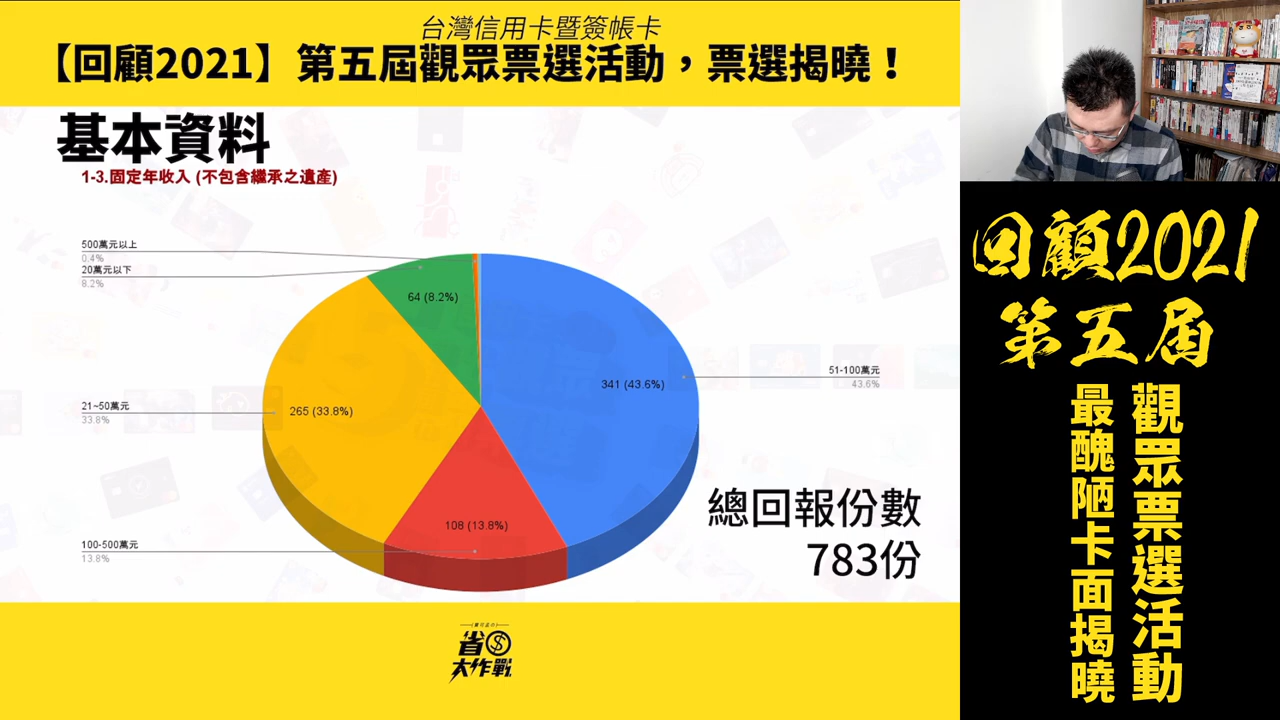 台灣信用卡暨簽帳卡
【回顧2021】第五屆觀眾票選活動，票選揭曉！
基本資料
1-3.固定年收入 (不包含繼承之遺產)
500萬元以上
0.4%
20萬元以下
8.2%
64 (8.2%)
51-100萬元
43.6%
341 (43.6%)
21~50萬元
33.8%
265 (33.8%)
108 (13.8%)
100-500萬元
13.8%
總回報份數
783份
省
大作戰
回顧2021
第五屆
觀眾票選活動
最醜陋卡面揭曉